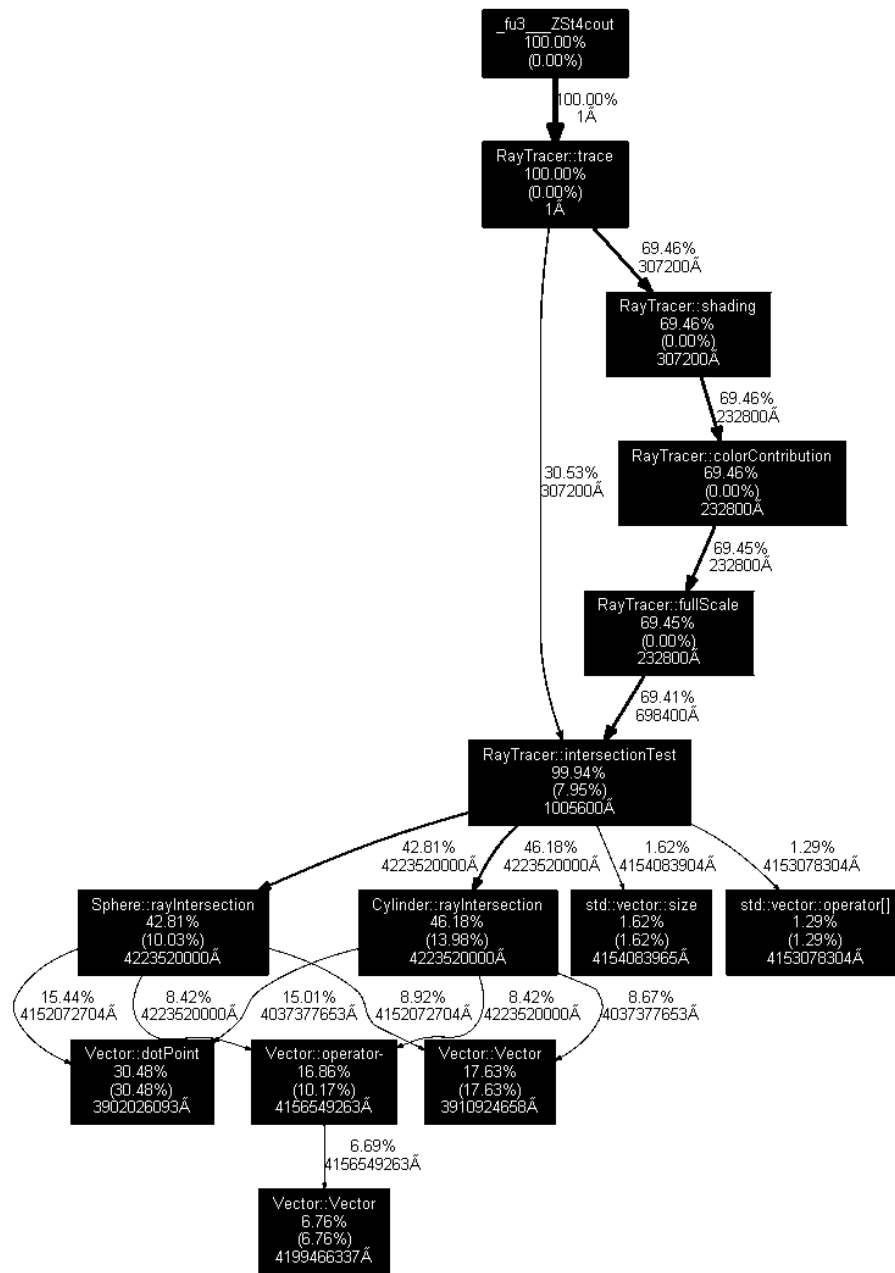 _fu3___ZSt4cout
100.00%
(0.00%)
100.00%
1Ã
RayTracer::trace
100.00%
(0.00%)
1Ã
69.46%
307200Ã
RayTracer::shading
69.46%
(0.00%)
307200Ã
69.46%
232800Ã
30.53%
307200Ã
RayTracer::colorContribution
69.46%
(0.00%)
232800Ã
69.45%
232800Ã
RayTracer::fullScale
69.45%
(0.00%)
232800Ã
69.41%
698400Ã
RayTracer::intersectionTest
99.94%
(7.95%)
1005600Ã
42.81%
4223520000Ã
46.18%
4223520000Ã
1.62%
4154083904Ã
1.29%
4153078304Ã
Sphere::rayIntersection
42.81%
(10.03%)
4223520000Ã
Cylinder::rayIntersection
46.18%
(13.98%)
4223520000Ã
std::vector::size
1.62%
(1.62%)
4154083965Ã
std::vector::operator[]
1.29%
(1.29%)
4153078304Ã
15.44%
4152072704Ã
8.42%
4223520000Ã
15.01%
4037377653Ã
8.92%
4152072704Ã
8.42%
4223520000Ã
8.67%
4037377653Ã
Vector::dotPoint
30.48%
(30.48%)
3902026093Ã
Vector::operator-
16.86%
(10.17%)
4156549263Ã
Vector::Vector
17.63%
(17.63%)
3910924658Ã
6.69%
4156549263Ã
Vector::Vector
6.76%
(6.76%)
4199466337Ã